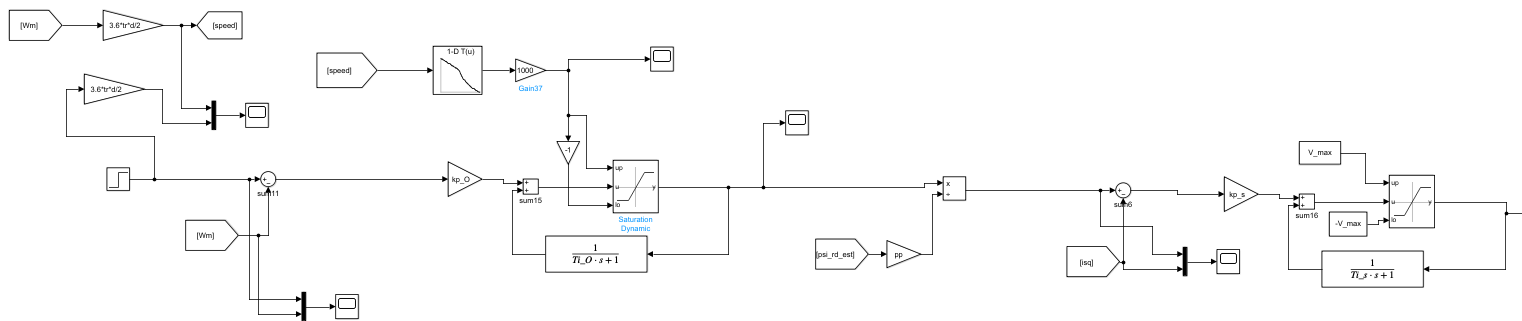 [Wm]
3.6*tr*d/2
[speed]
3.6*tr*d/2
[speed]
1-D T(u)
1000
Gain37
-1
+
-
sum11
[Wm]
kp_O
+
+
sum15
up
u
lo
y
Saturation
Dynamic
1
Ti_O · s + 1
[psi_rd_est]
pp
×
÷
+
-
sum6
[isq]
kp_s
+
+
sum16
V_max
-V_max
up
u
lo
y
1
Ti_s · s + 1